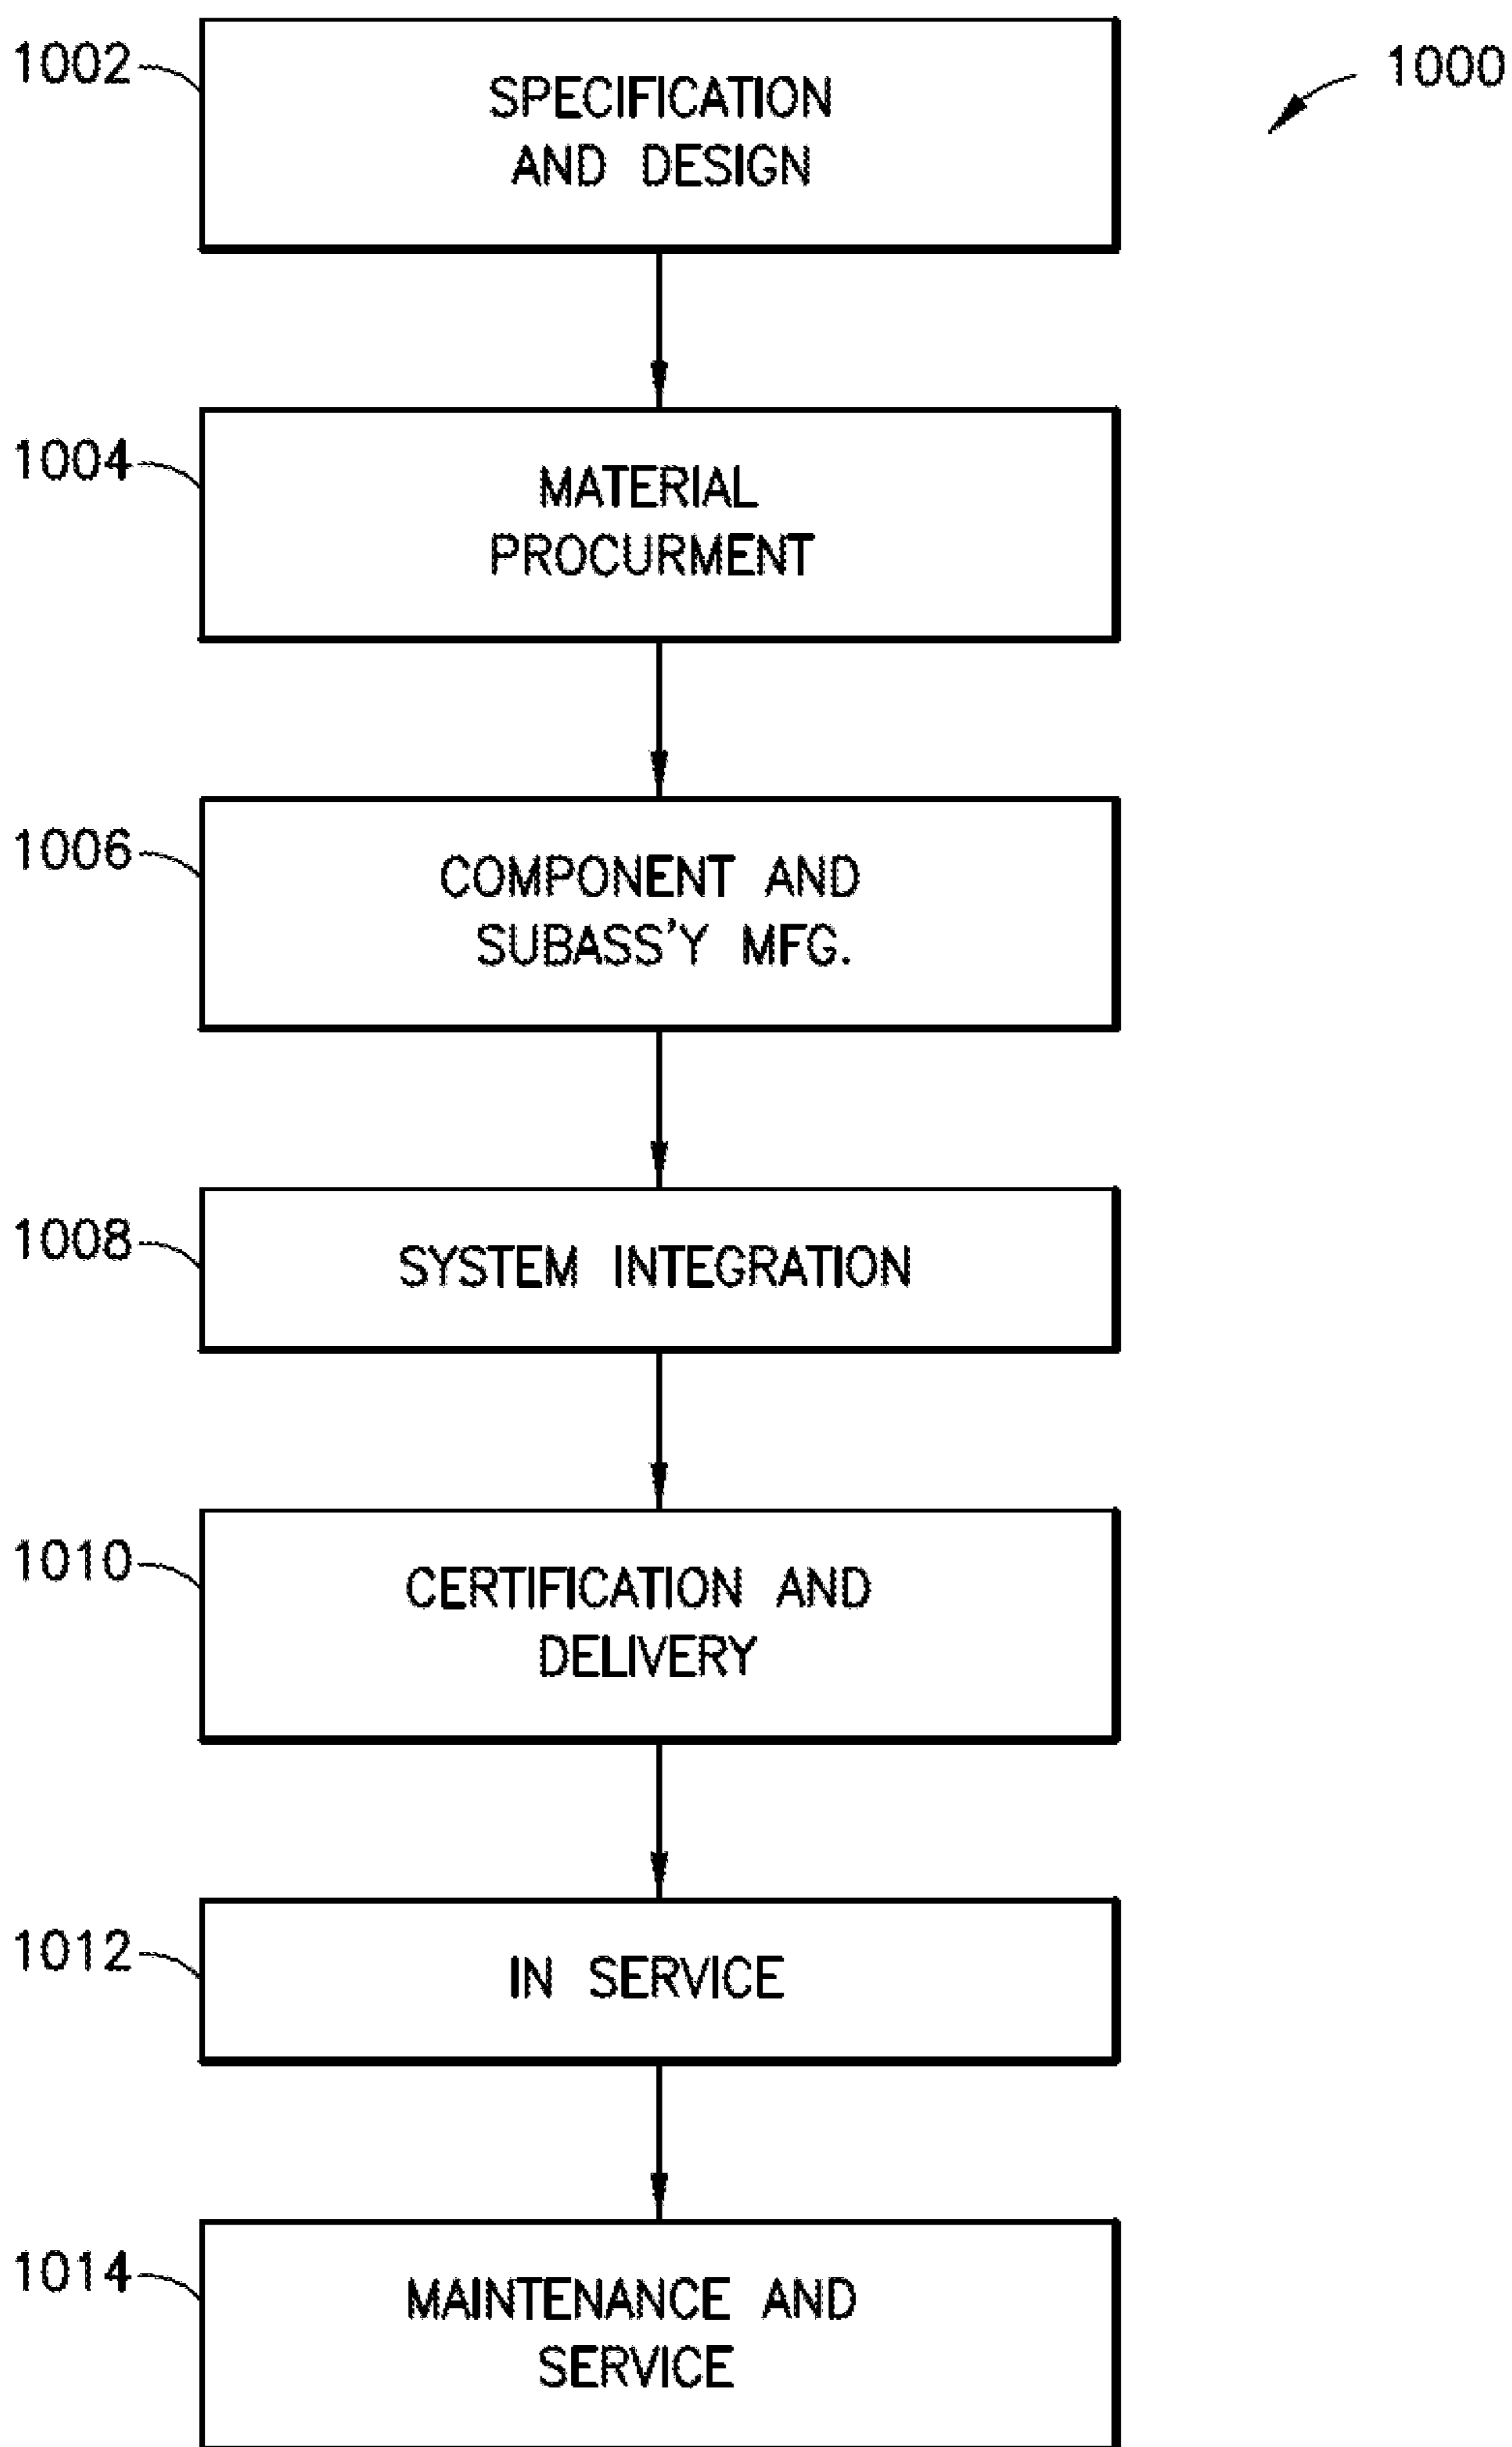 1000
1002
SPECIFICATION
AND DESIGN
1004
MATERIAL
PROCURMENT
1006
COMPONENT AND
SUBASS'Y MFG.
1008
SYSTEM INTEGRATION
1010
CERTIFICATION AND
DELIVERY
1012
IN SERVICE
1014
MAINTENANCE AND
SERVICE